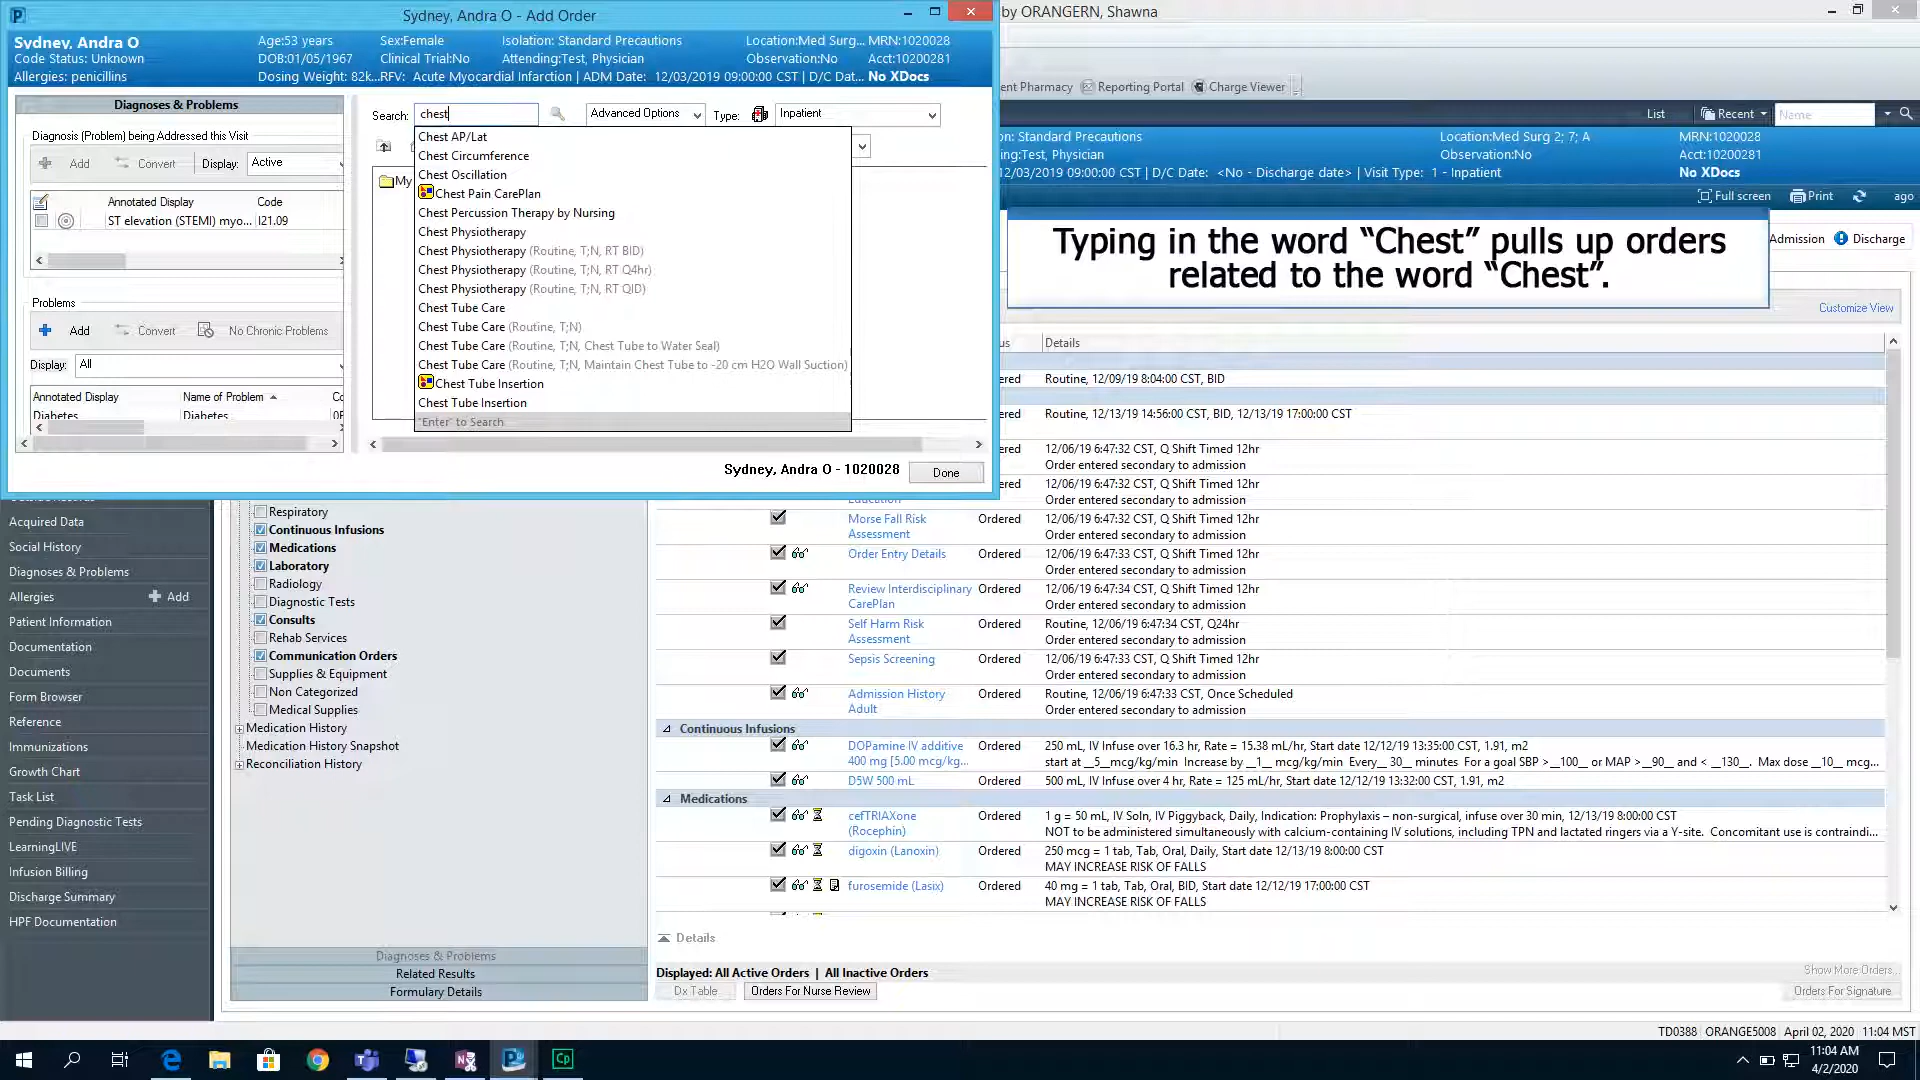 Sydney, Andra O - Add Order
by ORANGERN, Shawna
Sydney, Andra O
Age:53 years
Sex:Female
Isolation: Standard Precautions
Location:Med Surg...
MRN:1020028
Code Status: Unknown
DOB:01/05/1967
Clinical Trial:No
Attending:Test, Physician
Observation:No
Acct:10200281
Allergies: penicillins
Dosing Weight: 82k...
RFV: Acute Myocardial Infarction | ADM Date: 12/03/2019 09:00:00 CST | D/C Dat...
No XDocs
ent Pharmacy
Reporting Portal
Charge Viewer
Diagnoses & Problems
Diagnosis (Problem) being Addressed this Visit
Add
Convert
Display:
Active
Annotated Display
Code
ST elevation (STEMI) myo...
I21.09
Problems
Add
Convert
No Chronic Problems
Display:
All
Annotated Display
Name of Problem
Cc
Diabetes
Diabetes
Search:
chest
Advanced Options
Type:
Inpatient
My
Chest AP/Lat
Chest Circumference
Chest Oscillation
Chest Pain CarePlan
Chest Percussion Therapy by Nursing
Chest Physiotherapy
Chest Physiotherapy (Routine, T;N, RT BID)
Chest Physiotherapy (Routine, T;N, RT Q4hr)
Chest Physiotherapy (Routine, T;N, RT QID)
Chest Tube Care
Chest Tube Care (Routine, T;N)
Chest Tube Care (Routine, T;N, Chest Tube to Water Seal)
Chest Tube Care (Routine, T;N, Maintain Chest Tube to -20 cm H2O Wall Suction)
Chest Tube Insertion
Chest Tube Insertion
"Enter" to Search
Sydney, Andra O - 1020028
Done
List
Recent
Name
on: Standard Precautions
Location:Med Surg 2; 7; A
MRN:1020028
ng:Test, Physician
Observation:No
Acct:10200281
12/03/2019 09:00:00 CST | D/C Date: <No - Discharge date> | Visit Type: 1 - Inpatient
No XDocs
Full screen
Print
ago
Typing in the word “Chest” pulls up orders
related to the word “Chest”.
Admission
Discharge
Customize View
us
Details
ered
Routine, 12/09/19 8:04:00 CST, BID
ered
Routine, 12/13/19 14:56:00 CST, BID, 12/13/19 17:00:00 CST
ered
12/06/19 6:47:32 CST, Q Shift Timed 12hr
Order entered secondary to admission
ered
12/06/19 6:47:32 CST, Q Shift Timed 12hr
Education
Order entered secondary to admission
Morse Fall Risk
Assessment
Ordered
12/06/19 6:47:32 CST, Q Shift Timed 12hr
Order entered secondary to admission
Order Entry Details
Ordered
12/06/19 6:47:33 CST, Q Shift Timed 12hr
Order entered secondary to admission
Review Interdisciplinary
CarePlan
Ordered
12/06/19 6:47:34 CST, Q Shift Timed 12hr
Order entered secondary to admission
Self Harm Risk
Assessment
Ordered
Routine, 12/06/19 6:47:34 CST, Q24hr
Order entered secondary to admission
Sepsis Screening
Ordered
12/06/19 6:47:33 CST, Q Shift Timed 12hr
Order entered secondary to admission
Admission History
Adult
Ordered
Routine, 12/06/19 6:47:33 CST, Once Scheduled
Order entered secondary to admission
Continuous Infusions
DOPamine IV additive
400 mg [5.00 mcg/kg...
Ordered
250 mL, IV Infuse over 16.3 hr, Rate = 15.38 mL/hr, Start date 12/12/19 13:35:00 CST, 1.91, m2
start at __5__mcg/kg/min Increase by __1__ mcg/kg/min Every__ 30__ minutes For a goal SBP >__100__ or MAP >__90__ and < __130__. Max dose __10__ mcg...
D5W 500 mL
Ordered
500 mL, IV Infuse over 4 hr, Rate = 125 mL/hr, Start date 12/12/19 13:32:00 CST, 1.91, m2
Medications
cefTRIAXone
(Rocephin)
Ordered
1 g = 50 mL, IV Soln, IV Piggyback, Daily, Indication: Prophylaxis – non-surgical, infuse over 30 min, 12/13/19 8:00:00 CST
NOT to be administered simultaneously with calcium-containing IV solutions, including TPN and lactated ringers via a Y-site. Concomitant use is contraindi...
digoxin (Lanoxin)
Ordered
250 mcg = 1 tab, Tab, Oral, Daily, Start date 12/13/19 8:00:00 CST
MAY INCREASE RISK OF FALLS
furosemide (Lasix)
Ordered
40 mg = 1 tab, Tab, Oral, BID, Start date 12/12/19 17:00:00 CST
MAY INCREASE RISK OF FALLS
Details
Displayed: All Active Orders | All Inactive Orders
Show More Orders...
Dx Table
Orders For Nurse Review
Orders For Signature
Acquired Data
Social History
Diagnoses & Problems
Allergies
Add
Patient Information
Documentation
Documents
Form Browser
Reference
Immunizations
Growth Chart
Task List
Pending Diagnostic Tests
LearningLIVE
Infusion Billing
Discharge Summary
HPF Documentation
Respiratory
Continuous Infusions
Medications
Laboratory
Radiology
Diagnostic Tests
Consults
Rehab Services
Communication Orders
Supplies & Equipment
Non Categorized
Medical Supplies
Medication History
Medication History Snapshot
Reconciliation History
Diagnoses & Problems
Related Results
Formulary Details
TD0388 ORANGE5008 April 02, 2020 11:04 MST
11:04 AM
4/2/2020